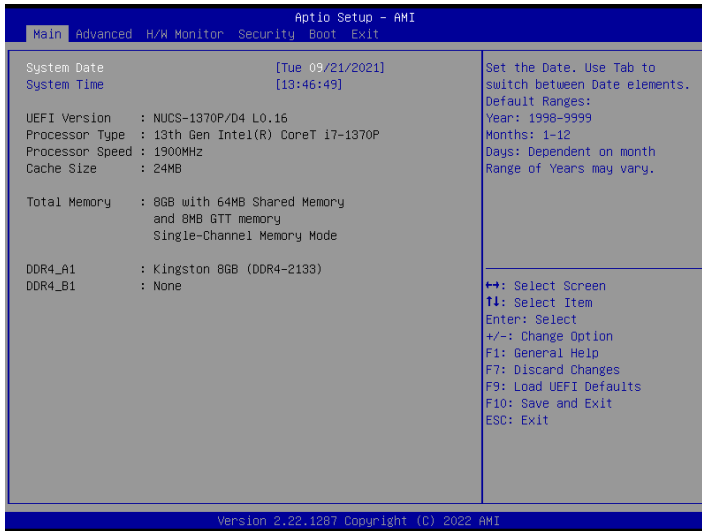 Aptio Setup - AMI
Main Advanced H/W Monitor Security Boot Exit
System Date [Tue 09/21/2021]
System Time [13:46:49]
UEFI Version : NUCS-1370P/D4 L0.16
Processor Type : 13th Gen Intel(R) CoreT i7-1370P
Processor Speed : 1900MHz
Cache Size : 24MB
Total Memory : 8GB with 64MB Shared Memory
and 8MB GTT memory
Single-Channel Memory Mode
DDR4_A1 : Kingston 8GB (DDR4-2133)
DDR4_B1 : None
Set the Date. Use Tab to
switch between Date elements.
Default Ranges:
Year: 1998-9999
Months: 1-12
Days: Dependent on month
Range of Years may vary.
↔: Select Screen
↑↓: Select Item
Enter: Select
+/-: Change Option
F1: General Help
F7: Discard Changes
F9: Load UEFI Defaults
F10: Save and Exit
ESC: Exit
Version 2.22.1287 Copyright (C) 2022 AMI